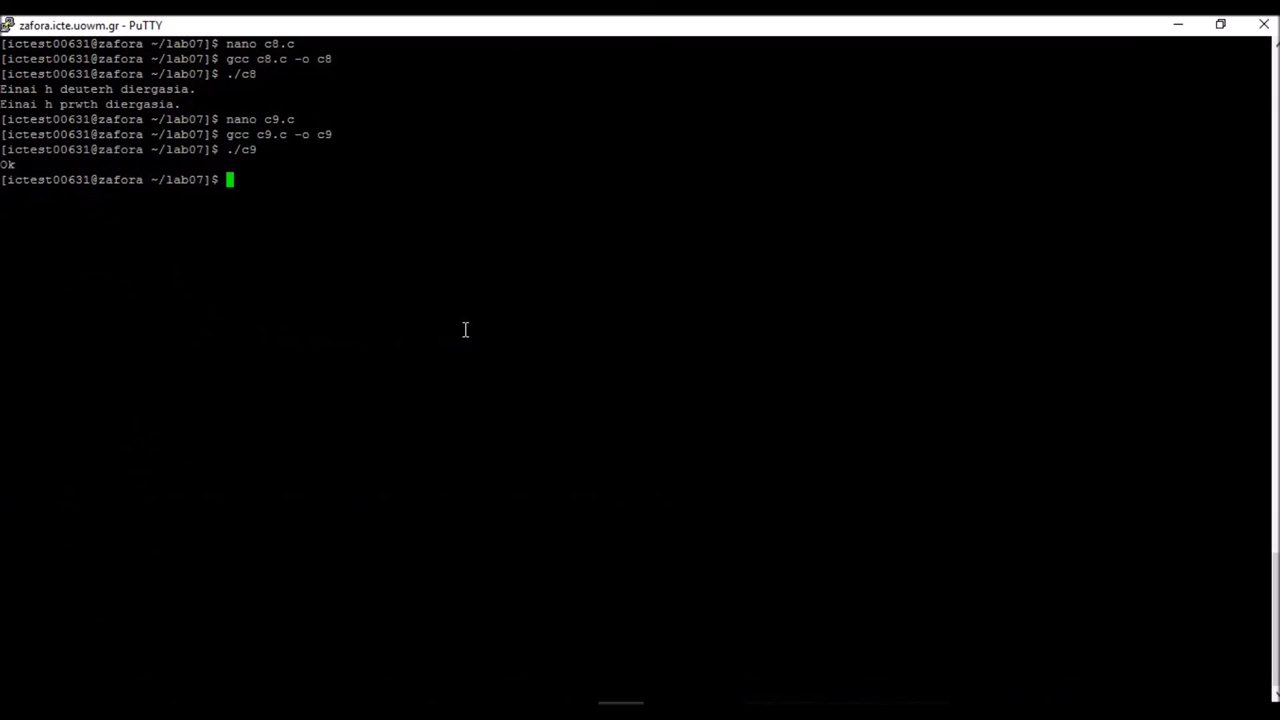 zafora.icte.uowm.gr - PuTTY
[ictest00631@zafora ~/lab07]$ nano c8.c
[ictest00631@zafora ~/lab07]$ gcc c8.c -o c8
[ictest00631@zafora ~/lab07]$ ./c8
Einai h deuterh diergasia.
Einai h prwth diergasia.
[ictest00631@zafora ~/lab07]$ nano c9.c
[ictest00631@zafora ~/lab07]$ gcc c9.c -o c9
[ictest00631@zafora ~/lab07]$ ./c9
Ok
[ictest00631@zafora ~/lab07]$